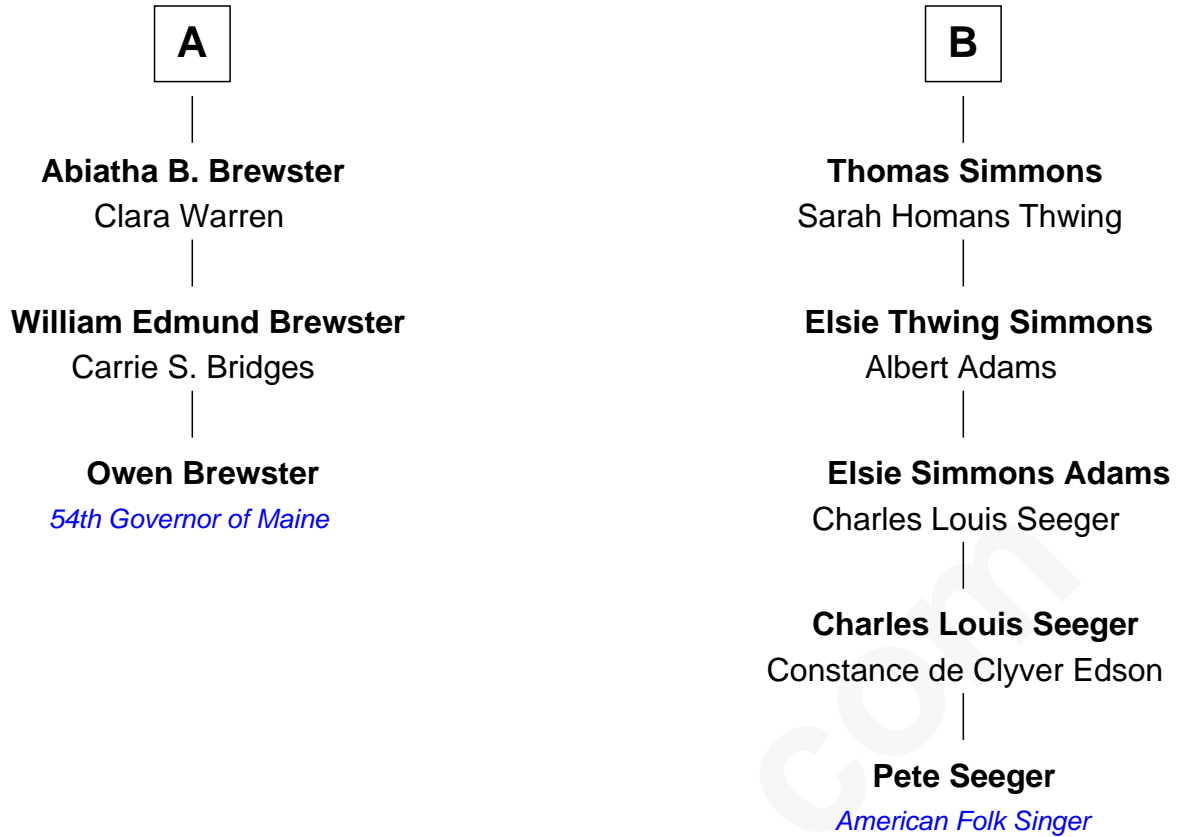 A
Abiatha B. Brewster
Clara Warren
William Edmund Brewster
Carrie S. Bridges
Owen Brewster
54th Governor of Maine
B
Thomas Simmons
Sarah Homans Thwing
Elsie Thwing Simmons
Albert Adams
Elsie Simmons Adams
Charles Louis Seeger
Charles Louis Seeger
Constance de Clyver Edson
Pete Seeger
American Folk Singer
com